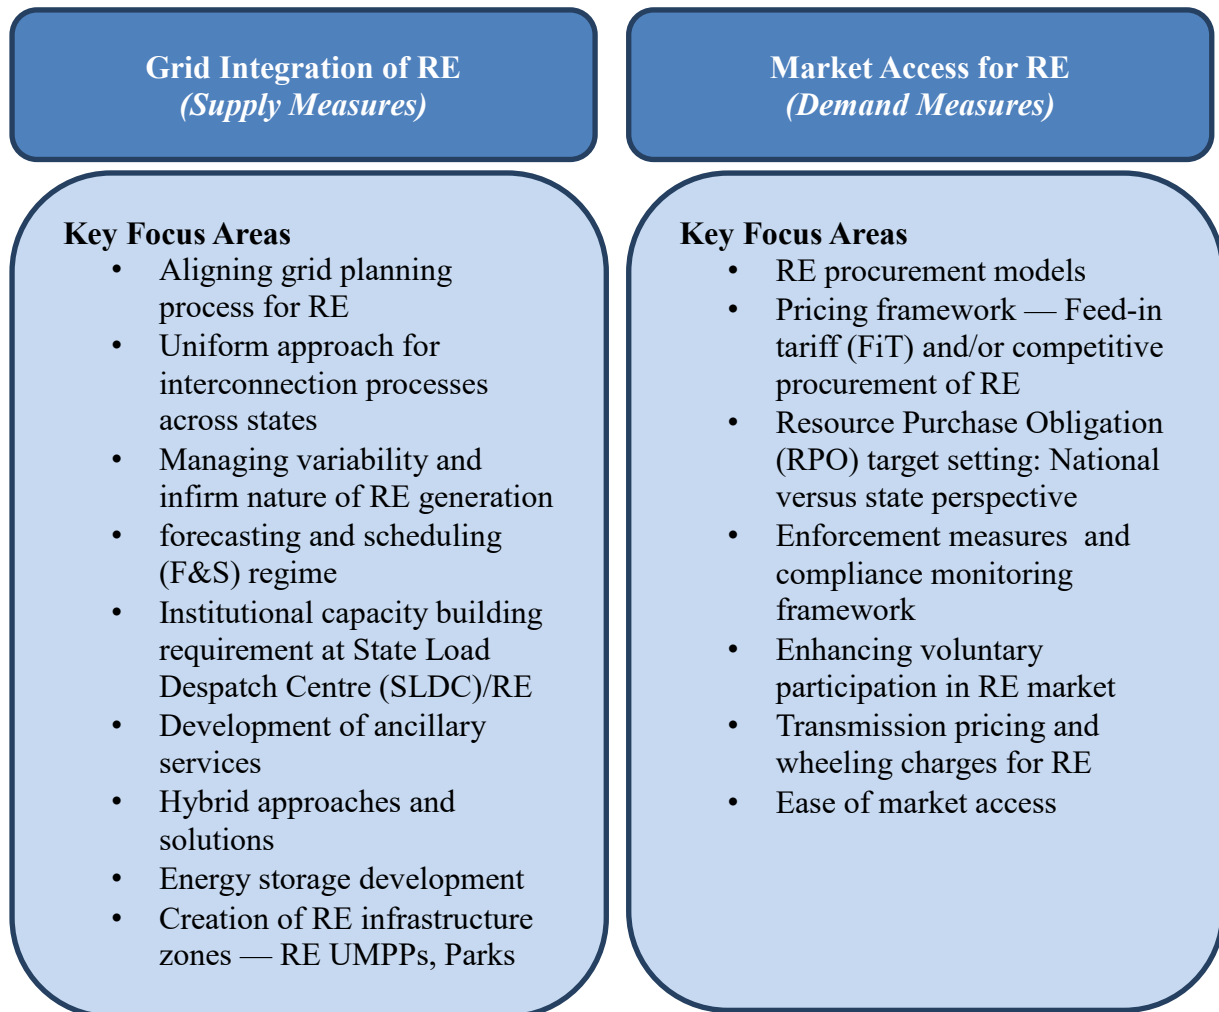 Grid Integration of RE
(Supply Measures)
Key Focus Areas
• Aligning grid planning
process for RE
• Uniform approach for
interconnection processes
across states
• Managing variability and
infirm nature of RE generation
• forecasting and scheduling
(F&S) regime
• Institutional capacity building
requirement at State Load
Despatch Centre (SLDC)/RE
• Development of ancillary
services
• Hybrid approaches and
solutions
• Energy storage development
• Creation of RE infrastructure
zones — RE UMPPs, Parks
Market Access for RE
(Demand Measures)
Key Focus Areas
• RE procurement models
• Pricing framework — Feed-in
tariff (FiT) and/or competitive
procurement of RE
• Resource Purchase Obligation
(RPO) target setting: National
versus state perspective
• Enforcement measures  and
compliance monitoring
framework
• Enhancing voluntary
participation in RE market
• Transmission pricing and
wheeling charges for RE
• Ease of market access